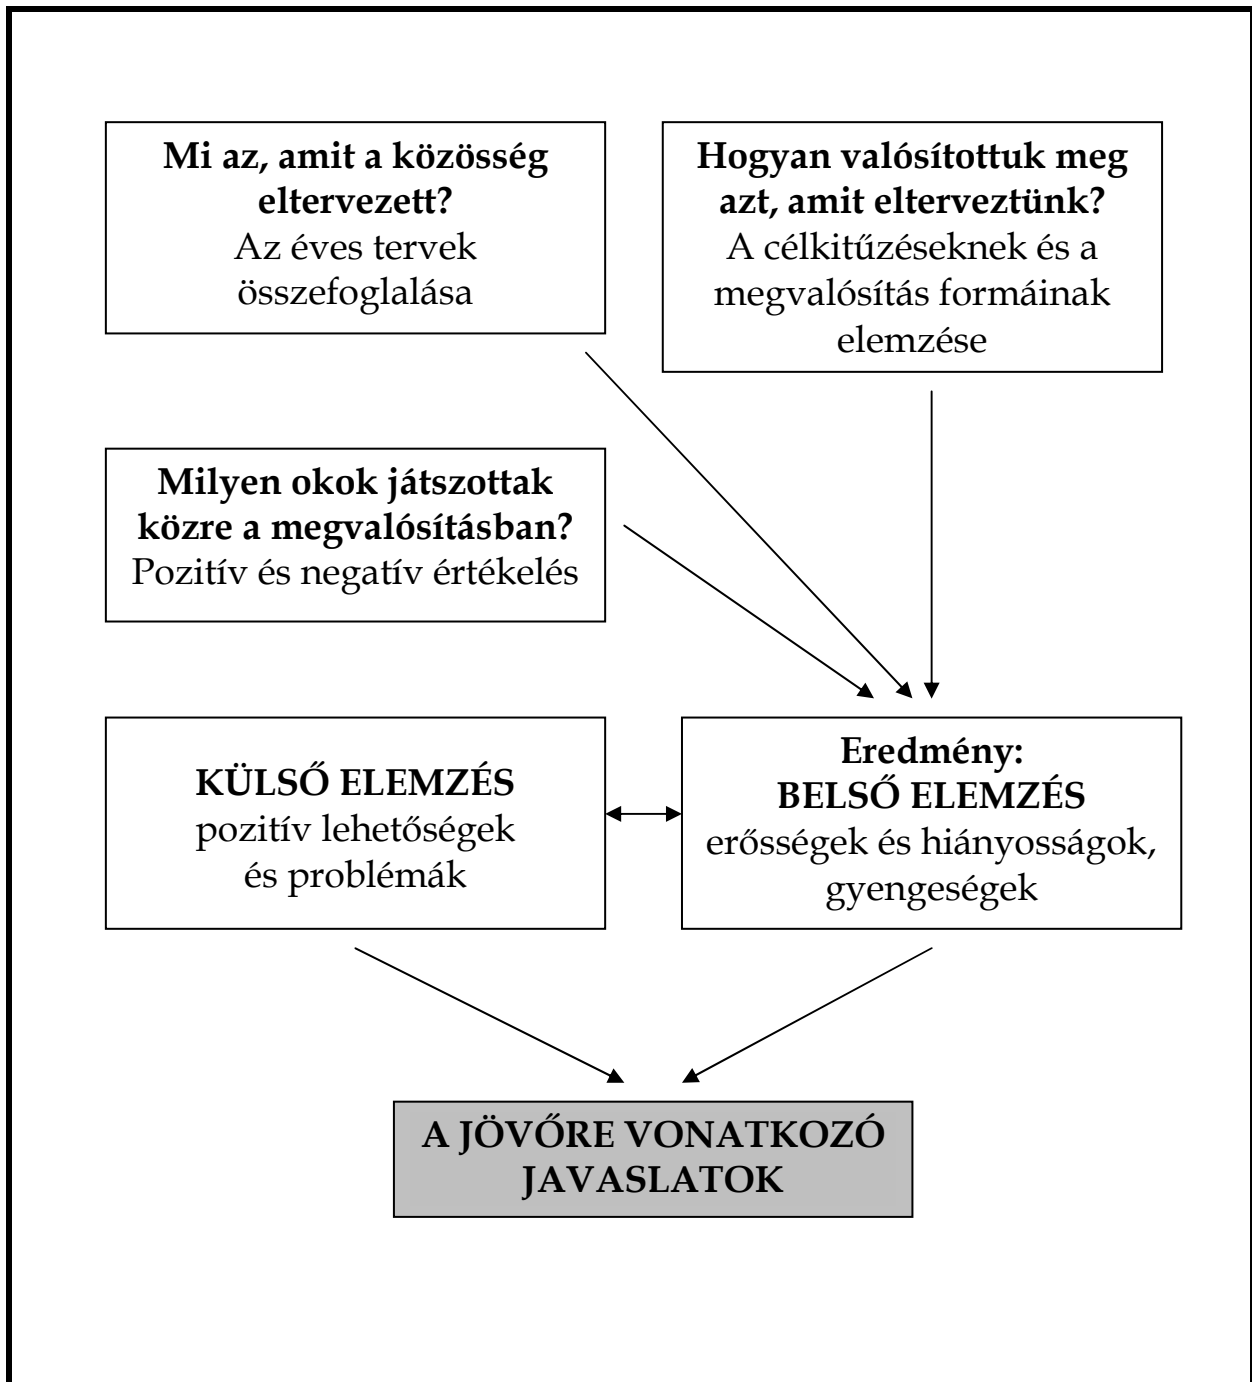 Mi az, amit a közösség
eltervezett?
Az éves tervek
összefoglalása
Hogyan valósítottuk meg
azt, amit elterveztünk?
A célkitűzéseknek és a
megvalósítás formáinak
elemzése
Milyen okok játszottak
közre a megvalósításban?
Pozitív és negatív értékelés
KÜLSŐ ELEMZÉS
pozitív lehetőségek
és problémák
Eredmény:
BELSŐ ELEMZÉS
erősségek és hiányosságok,
gyengeségek
A JÖVŐRE VONATKOZÓ
JAVASLATOK